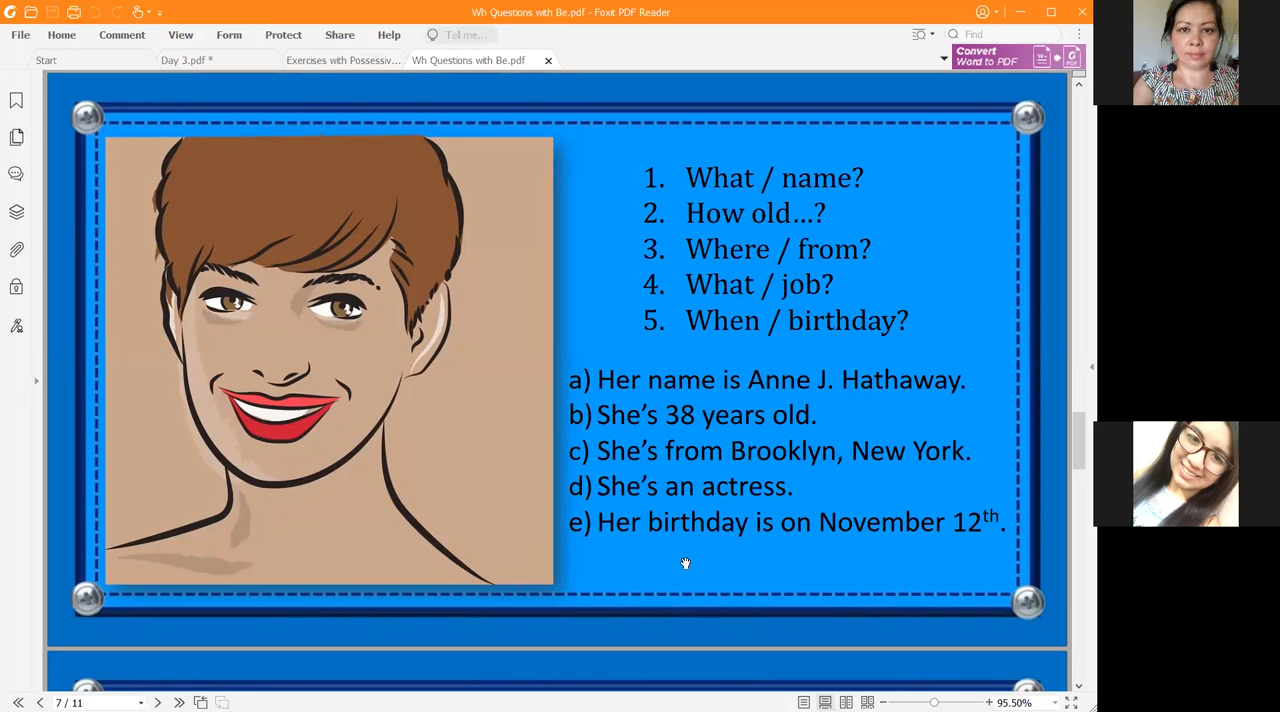 Wh Questions with Be.pdf - Foxit PDF Reader
File Home Comment View Form Protect Share Help Tell me... Find
Start Day 3.pdf * Exercises with Possessiv... Wh Questions with Be.pdf
Convert
Word to PDF
1. What / name?
2. How old...?
3. Where / from?
4. What / job?
5. When / birthday?
a) Her name is Anne J. Hathaway.
b) She's 38 years old.
c) She's from Brooklyn, New York.
d) She's an actress.
e) Her birthday is on November 12th.
7 / 11 95.50%